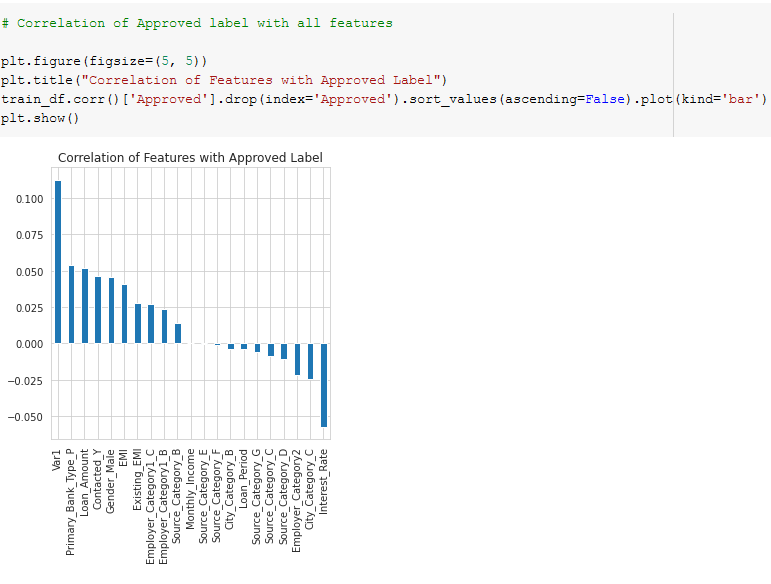 # Correlation of Approved label with all features
plt.figure(figsize=(5, 5))
plt.title("Correlation of Features with Approved Label")
train_df.corr()['Approved'].drop(index='Approved').sort_values(ascending=False).plot(kind='bar')
plt.show()
Correlation of Features with Approved Label
0.100
0.075
0.050
0.025
0.000
−0.025
−0.050
Var1
Primary_Bank_Type_P
Loan_Amount
Contacted_Y
Gender_Male
EMI
Existing_EMI
Employer_Category1_C
Employer_Category1_B
Source_Category_B
Monthly_Income
Source_Category_E
Source_Category_F
City_Category_B
Loan_Period
Source_Category_G
Source_Category_C
Source_Category_D
Employer_Category2
City_Category_C
Interest_Rate